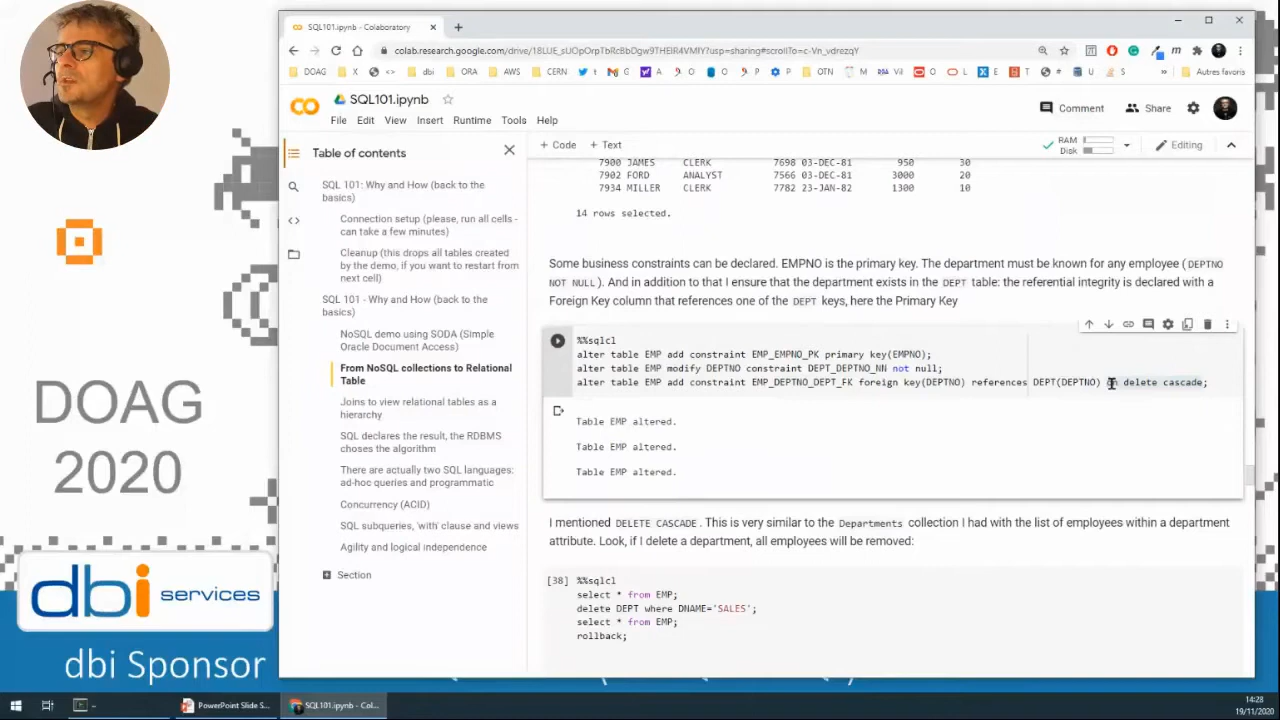 SQL101.ipynb - Colaboratory
colab.research.google.com/drive/18LUE_sUOpOrpTbRcBbDgw9THEIR4VMIY?usp=sharing#scrollTo=c-Vn_vdrezqY
DOAG
X
dbi
ORA
AWS
CERN
OTN
Autres favoris
SQL101.ipynb
Comment
Share
File Edit View Insert Runtime Tools Help
+ Code + Text
RAM
Disk
Editing
Table of contents
SQL 101: Why and How (back to the
basics)
Connection setup (please, run all cells -
can take a few minutes)
Cleanup (this drops all tables created
by the demo, if you want to restart from
next cell)
SQL 101 - Why and How (back to the
basics)
NoSQL demo using SODA (Simple
Oracle Document Access)
From NoSQL collections to Relational
Table
Joins to view relational tables as a
hierarchy
SQL declares the result, the RDBMS
choses the algorithm
There are actually two SQL languages:
ad-hoc queries and programmatic
Concurrency (ACID)
SQL subqueries, 'with' clause and views
Agility and logical independence
Section
7900 JAMES CLERK 7698 03-DEC-81 950 30
7902 FORD ANALYST 7566 03-DEC-81 3000 20
7934 MILLER CLERK 7782 23-JAN-82 1300 10
14 rows selected.
Some business constraints can be declared. EMPNO is the primary key. The department must be known for any employee (DEPTNO
NOT NULL). And in addition to that I ensure that the department exists in the DEPT table: the referential integrity is declared with a
Foreign Key column that references one of the DEPT keys, here the Primary Key
%%sqlcl
alter table EMP add constraint EMP_EMPNO_PK primary key(EMPNO);
alter table EMP modify DEPTNO constraint DEPT_DEPTNO_NN not null;
alter table EMP add constraint EMP_DEPTNO_DEPT_FK foreign key(DEPTNO) references DEPT(DEPTNO) on delete cascade;
Table EMP altered.
Table EMP altered.
Table EMP altered.
I mentioned DELETE CASCADE. This is very similar to the Departments collection I had with the list of employees within a department
attribute. Look, if I delete a department, all employees will be removed:
[38] %%sqlcl
select * from EMP;
delete DEPT where DNAME='SALES';
select * from EMP;
rollback;
DOAG
2020
dbi services
dbi Sponsor
PowerPoint Slide S...
SQL101.ipynb - Col...
14:28
19/11/2020